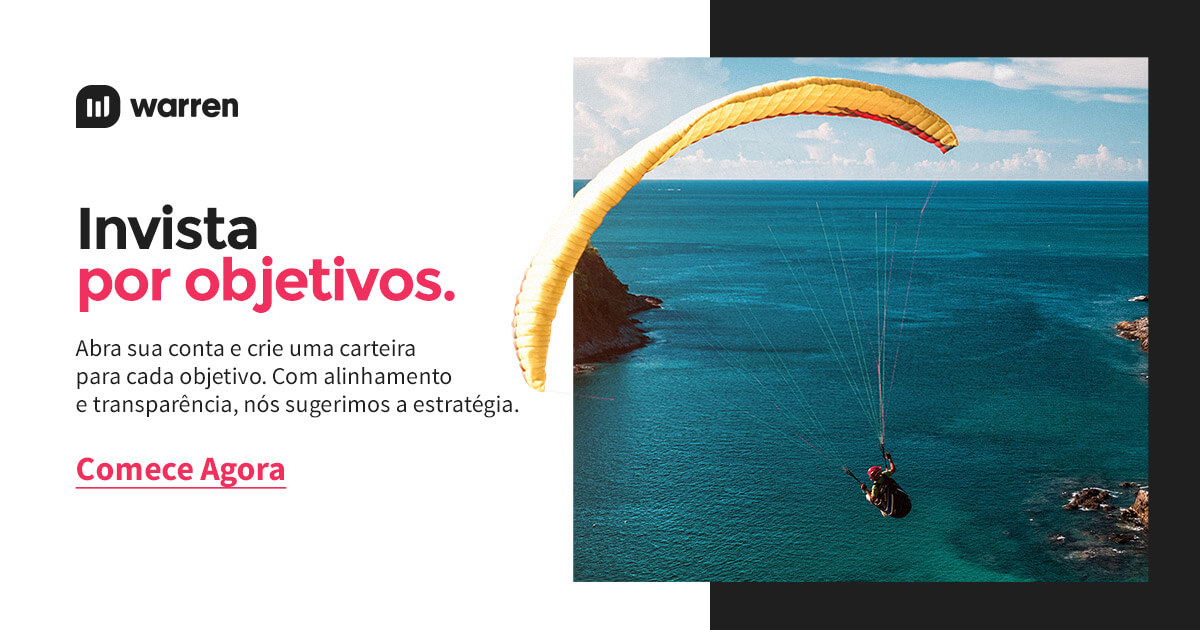 warren
Invista
por objetivos.
Abra sua conta e crie uma carteira
para cada objetivo. Com alinhamento
e transparência, nós sugerimos a estratégia.
Comece Agora